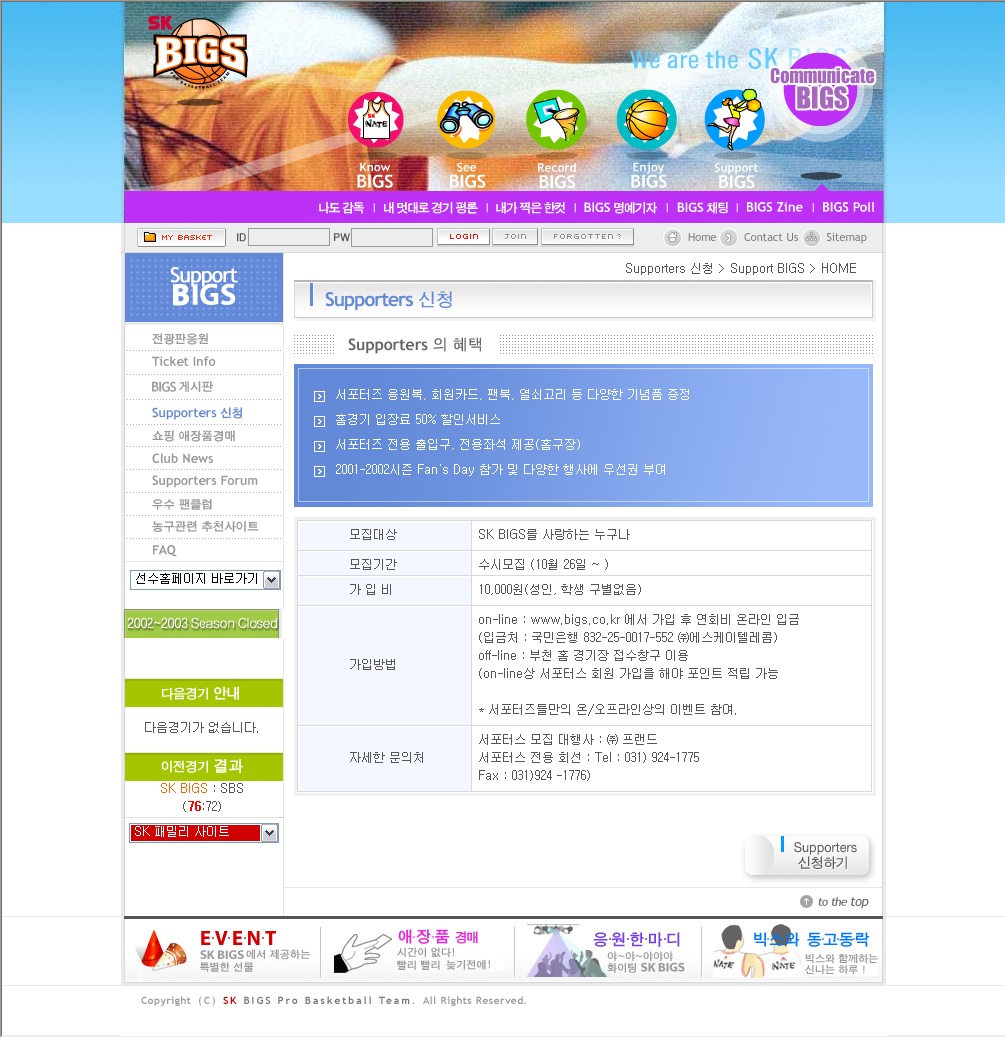 SK
BIGS
We are the SK BIGS
Communicate
BIGS
SK
NATE
Know
BIGS
See
BIGS
Record
BIGS
Enjoy
BIGS
Support
BIGS
나도 감독 | 내 멋대로 경기 평론 | 내가 찍은 한컷 | BIGS 명예기자 | BIGS 채팅 | BIGS Zine | BIGS Poll
MY BASKET ID PW LOGIN JOIN FORGOTTEN ? Home Contact Us Sitemap
Support
BIGS
전광판응원
Ticket Info
BIGS 게시판
Supporters 신청
쇼핑 애장품경매
Club News
Supporters Forum
우수 팬클럽
농구관련 추천사이트
FAQ
선수홈페이지 바로가기
2002~2003 Season Closed
다음경기 안내
다음경기가 없습니다.
이전경기 결과
SK BIGS : SBS
(76:72)
SK 패밀리 사이트
Supporters 신청 > Support BIGS > HOME
Supporters 신청
Supporters 의 혜택
서포터즈 응원복, 회원카드, 팬북, 열쇠고리 등 다양한 기념품 증정
홈경기 입장료 50% 할인서비스
서포터즈 전용 출입구, 전용좌석 제공(홈구장)
2001-2002시즌 Fan's Day 참가 및 다양한 행사에 우선권 부여
모집대상 SK BIGS를 사랑하는 누구나
모집기간 수시모집 (10월 26일 ~ )
가 입 비 10,000원(성인, 학생 구별없음)
가입방법
on-line : www.bigs.co.kr 에서 가입 후 연회비 온라인 입금
(입금처 : 국민은행 832-25-0017-552 ㈜에스케이텔레콤)
off-line : 부천 홈 경기장 접수창구 이용
(on-line상 서포터스 회원 가입을 해야 포인트 적립 가능
* 서포터즈들만의 온/오프라인상의 이벤트 참여.
자세한 문의처
서포터스 모집 대행사 : ㈜ 프랜드
서포터스 전용 회선 : Tel : 031) 924-1775
Fax : 031)924 -1776)
Supporters
신청하기
to the top
E·V·E·N·T
SK BIGS 에서 제공하는
특별한 선물
애·장·품 경매
시간이 없다!
빨리 빨리 늦기전에!
응·원·한·마·디
야~야~야야야
화이팅 SK BIGS
NATE
NATE
빅·스·와 동고동락
빅스와 함께하는
신나는 하루 !
Copyright (C) SK BIGS Pro Basketball Team. All Rights Reserved.